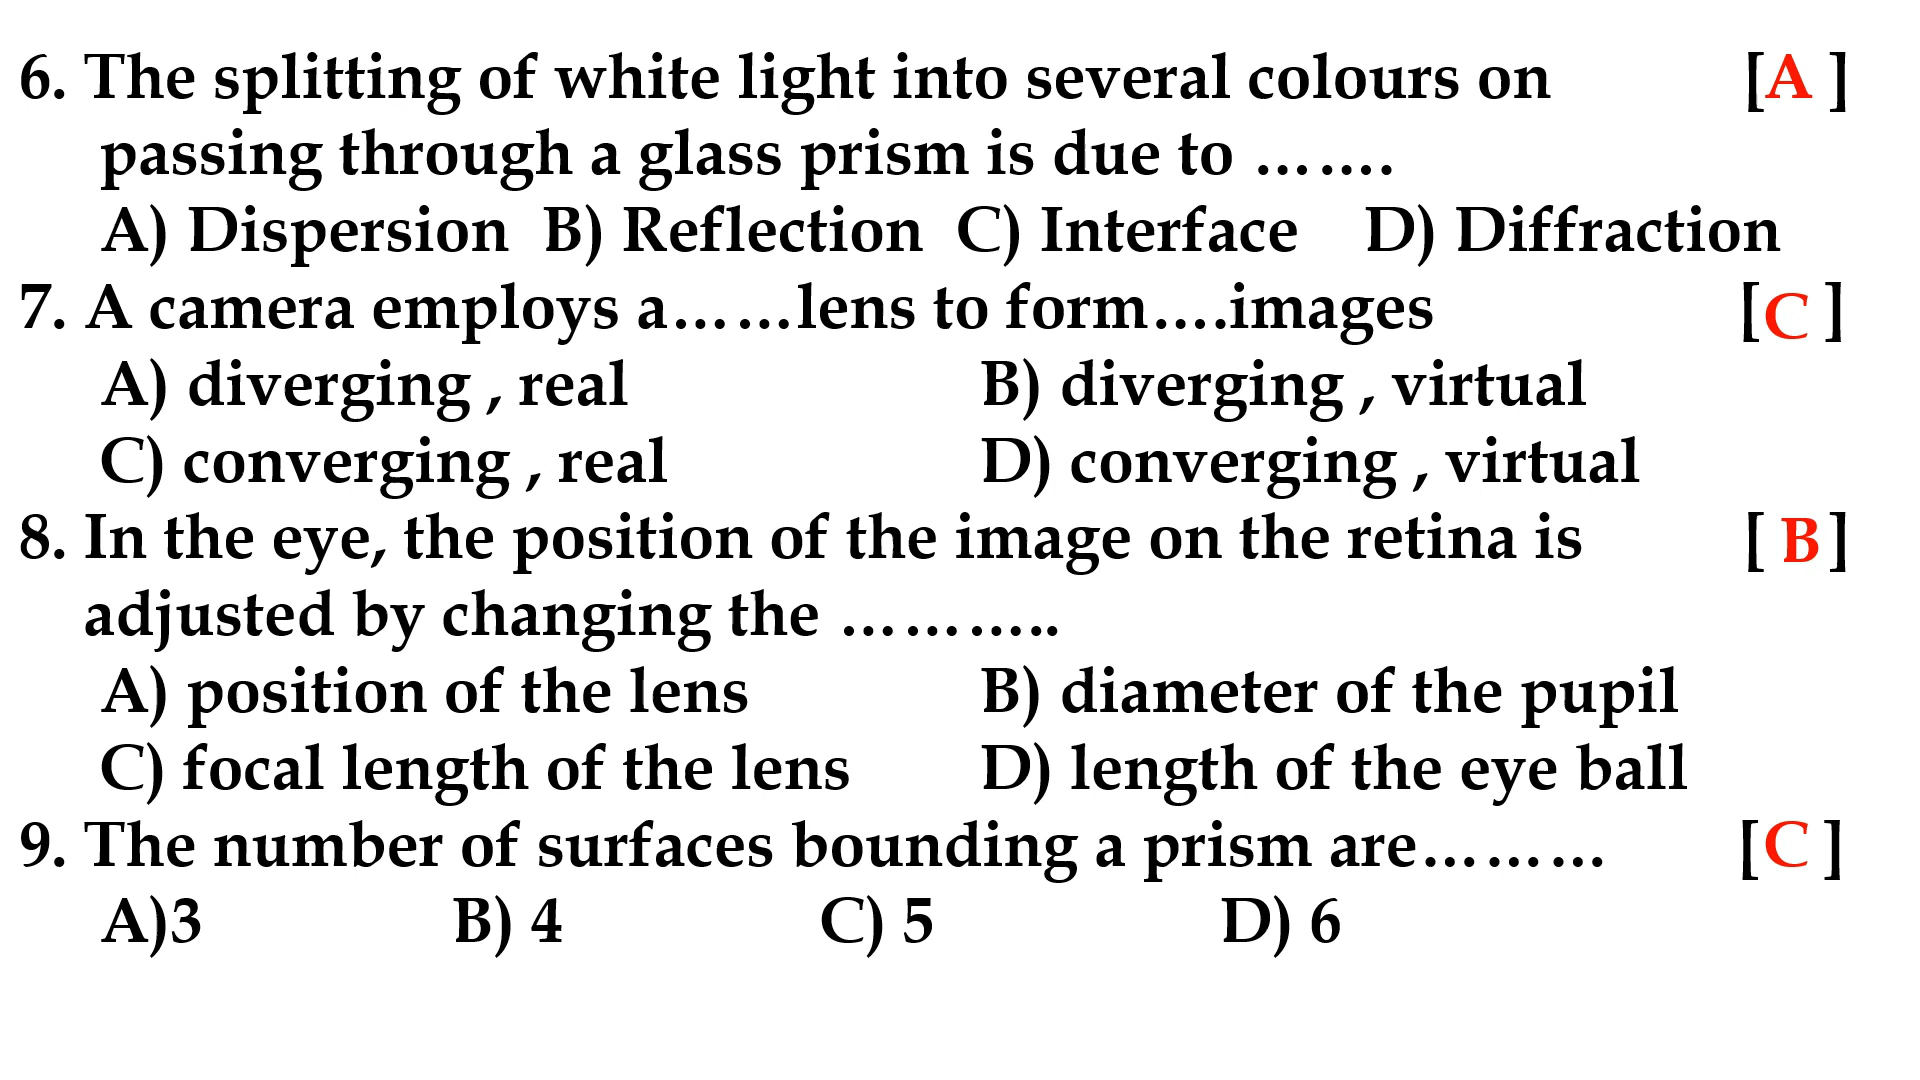 6. The splitting of white light into several colours on [A ]
passing through a glass prism is due to …….
A) Dispersion B) Reflection C) Interface D) Diffraction
7. A camera employs a……lens to form….images [C ]
A) diverging , real B) diverging , virtual
C) converging , real D) converging , virtual
8. In the eye, the position of the image on the retina is [ B]
adjusted by changing the ………..
A) position of the lens B) diameter of the pupil
C) focal length of the lens D) length of the eye ball
9. The number of surfaces bounding a prism are……… [C ]
A)3 B) 4 C) 5 D) 6